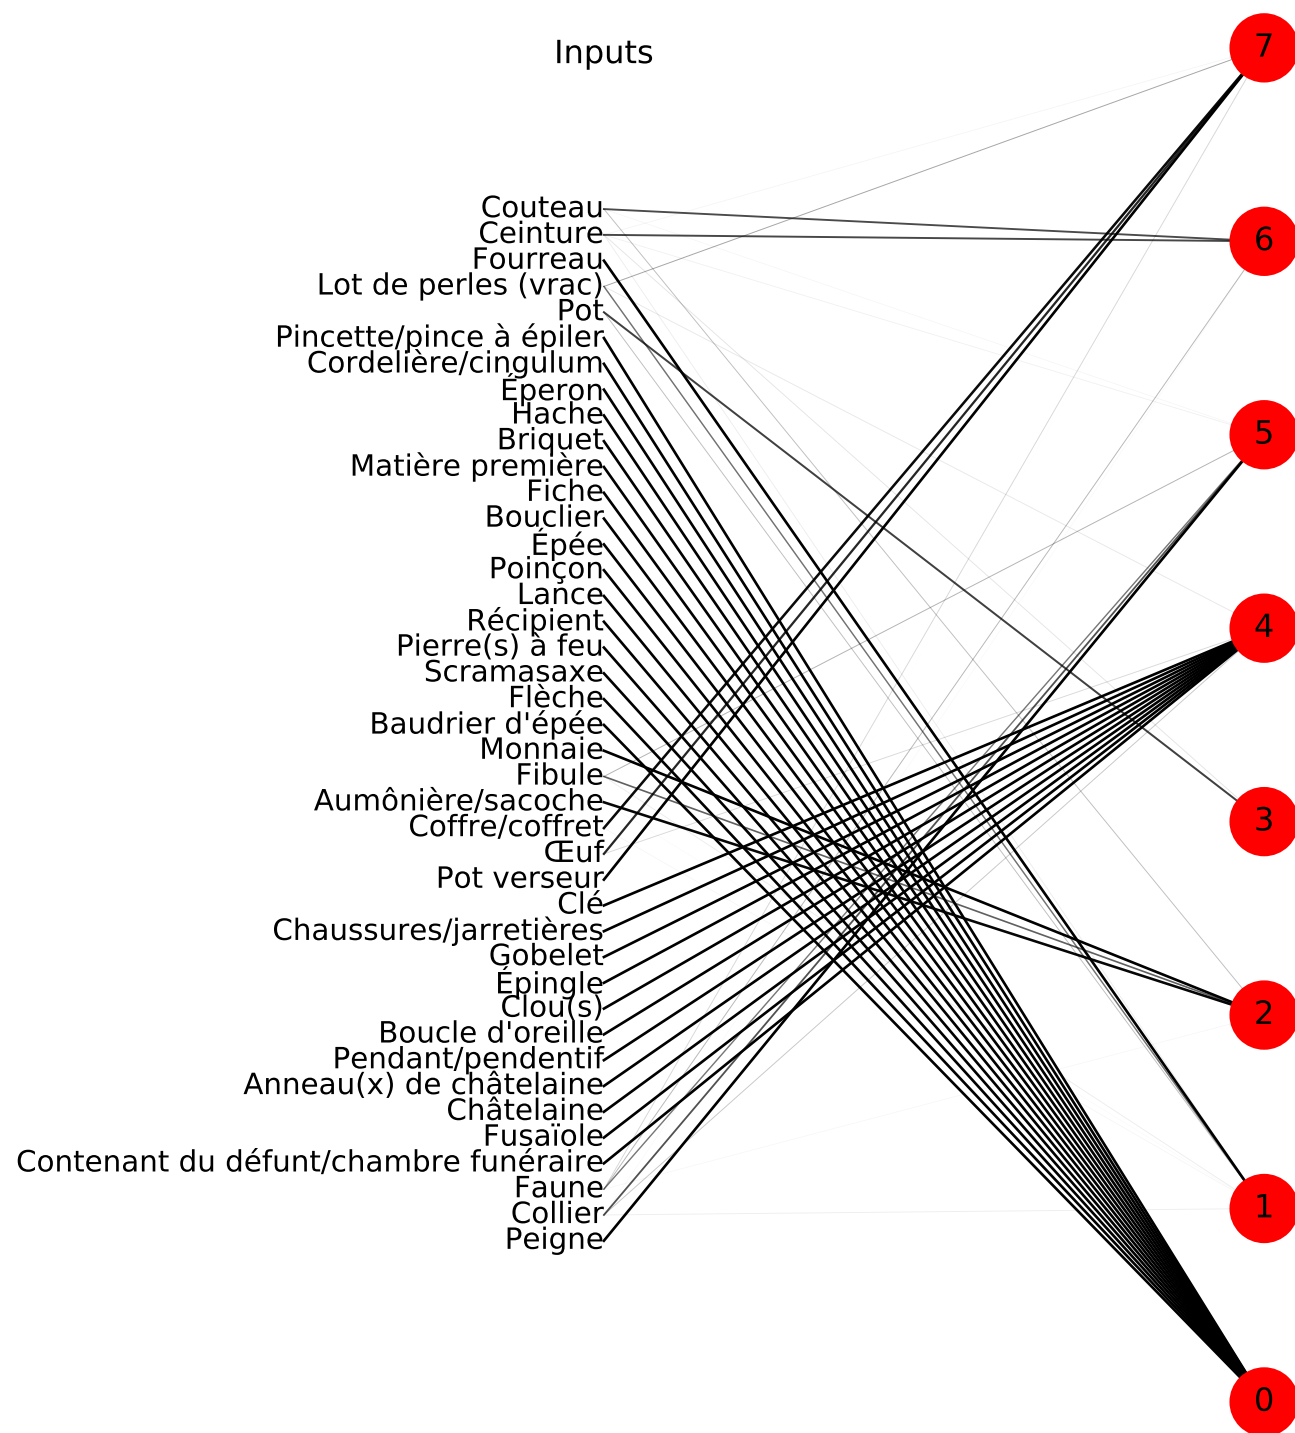 Inputs
7
Couteau
6
Ceinture
Fourreau
Lot de perles (vrac)
Pot
Pincette/pince à épiler
Cordelière/cingulum
Éperon
Hache
5
Briquet
Matière première
Fiche
Bouclier
Épée
Poinçon
Lance
Récipient
4
Pierre(s) à feu
Scramasaxe
Flèche
Baudrier d'épée
Monnaie
Fibule
Aumônière/sacoche
3
Coffre/coffret
Œuf
Pot verseur
Clé
Chaussures/jarretières
Gobelet
Épingle
Clou(s)
2
Boucle d'oreille
Pendant/pendentif
Anneau(x) de châtelaine
Châtelaine
Fusaïole
Contenant du défunt/chambre funéraire
Faune
Collier
1
Peigne
0